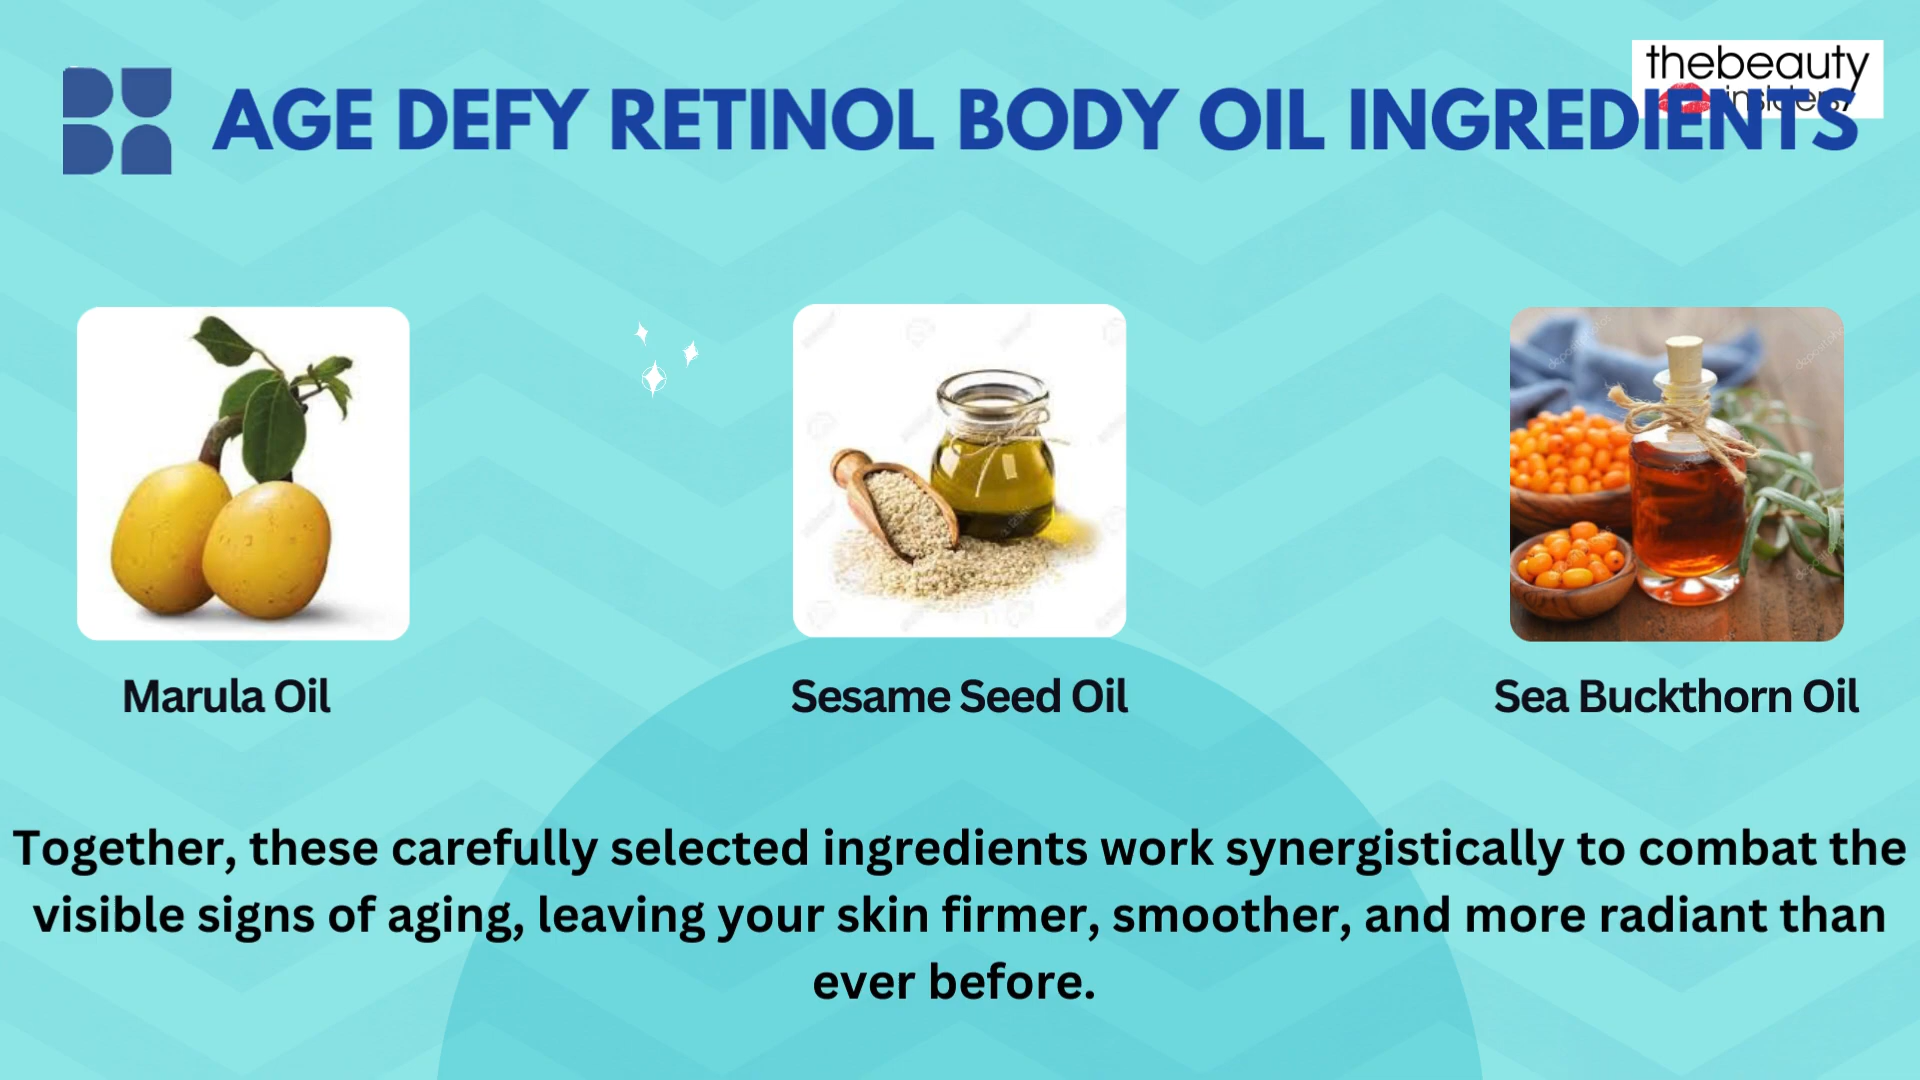 thebeauty
insiders
AGE DEFY RETINOL BODY OIL INGREDIENTS
Marula Oil
Sesame Seed Oil
Sea Buckthorn Oil
Together, these carefully selected ingredients work synergistically to combat the
visible signs of aging, leaving your skin firmer, smoother, and more radiant than
ever before.